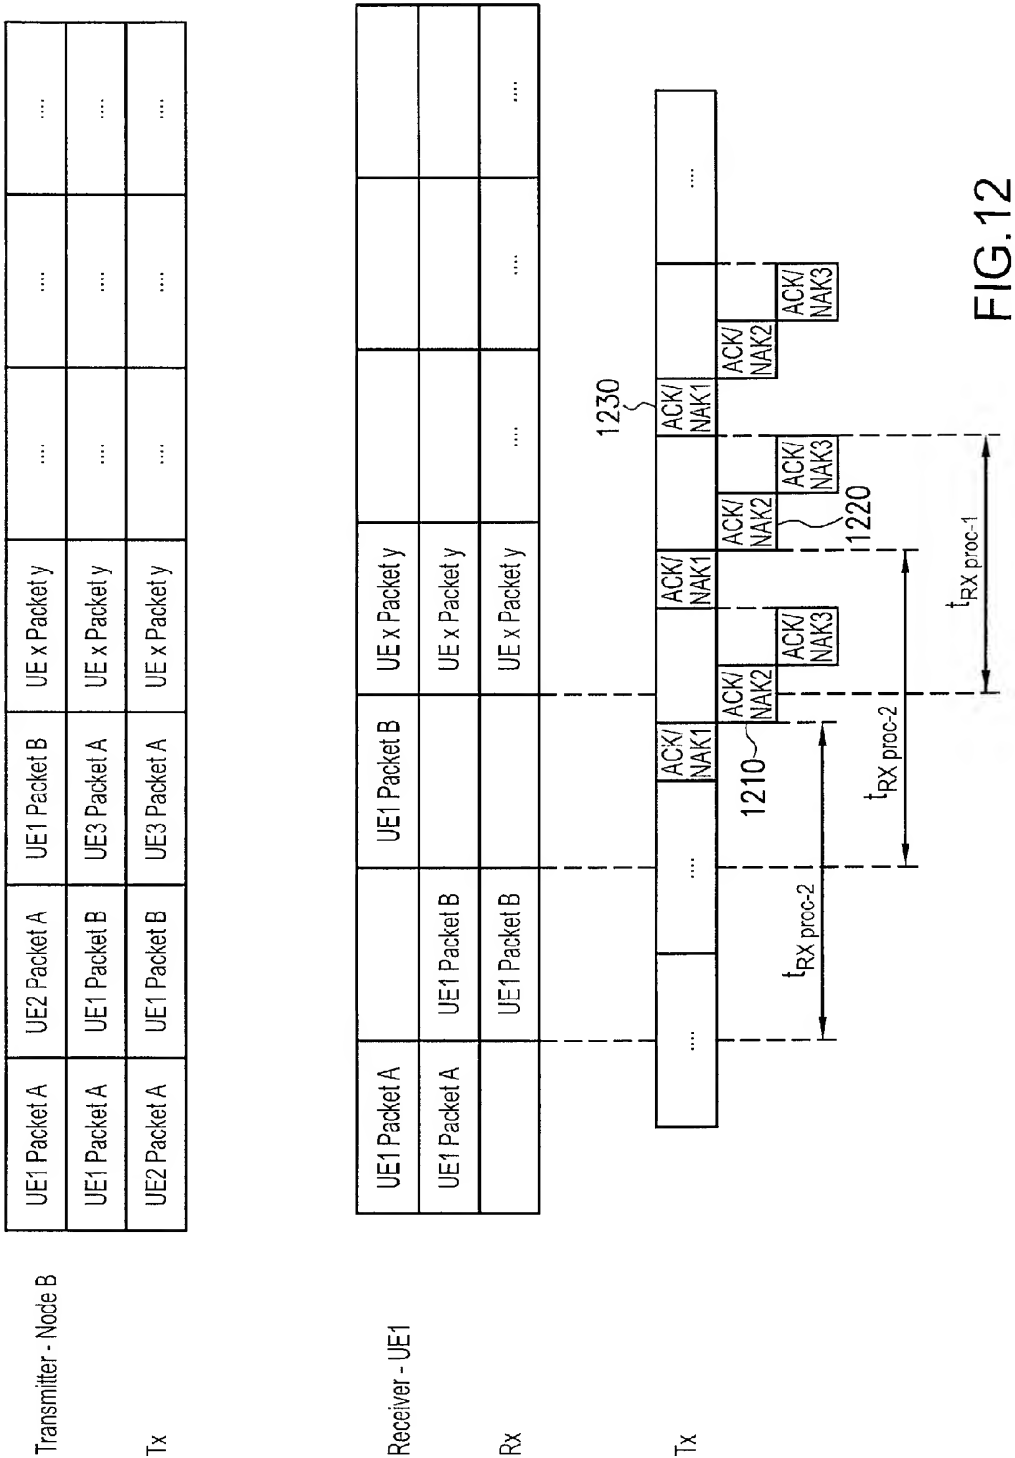 Transmitter - Node B
Tx
UE1 Packet A
UE2 Packet A
UE1 Packet B
UE x Packet y
....
....
....
UE1 Packet A
UE1 Packet B
UE3 Packet A
UE x Packet y
....
....
....
UE2 Packet A
UE1 Packet B
UE3 Packet A
UE x Packet y
....
....
....
Receiver - UE1
Rx
UE1 Packet A
UE1 Packet B
UE x Packet y
UE1 Packet A
UE1 Packet B
UE x Packet y
UE1 Packet B
UE x Packet y
....
....
....
Tx
1230
....
....
ACK/
NAK1
ACK/
NAK1
ACK/
NAK1
....
ACK/
NAK2
ACK/
NAK2
ACK/
NAK2
1210
ACK/
NAK3
1220
ACK/
NAK3
ACK/
NAK3
tRX proc-2
tRX proc-2
tRX proc-1
FIG.12